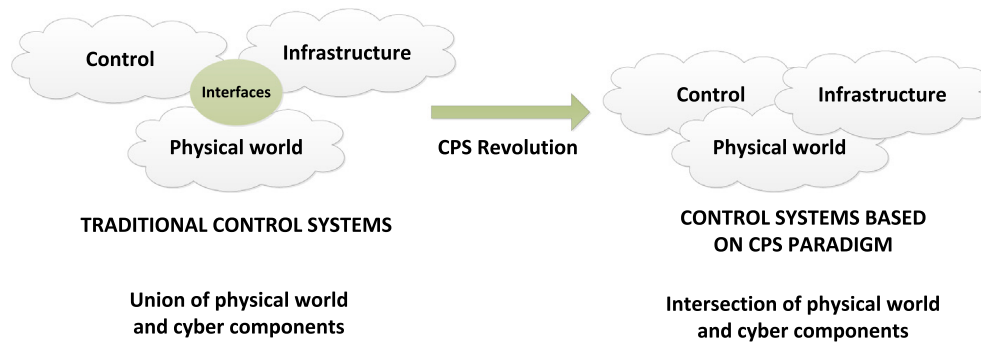 Control
Infrastructure
Interfaces
Physical world
TRADITIONAL CONTROL SYSTEMS
Union of physical world
and cyber components
CPS Revolution
Control
Infrastructure
Physical world
CONTROL SYSTEMS BASED
ON CPS PARADIGM
Intersection of physical world
and cyber components